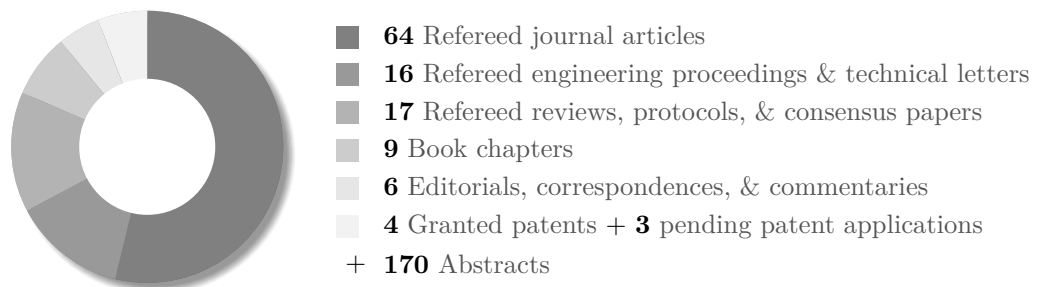 64 Refereed journal articles
16 Refereed engineering proceedings & technical letters
17 Refereed reviews, protocols, & consensus papers
9 Book chapters
6 Editorials, correspondences, & commentaries
4 Granted patents + 3 pending patent applications
+ 170 Abstracts